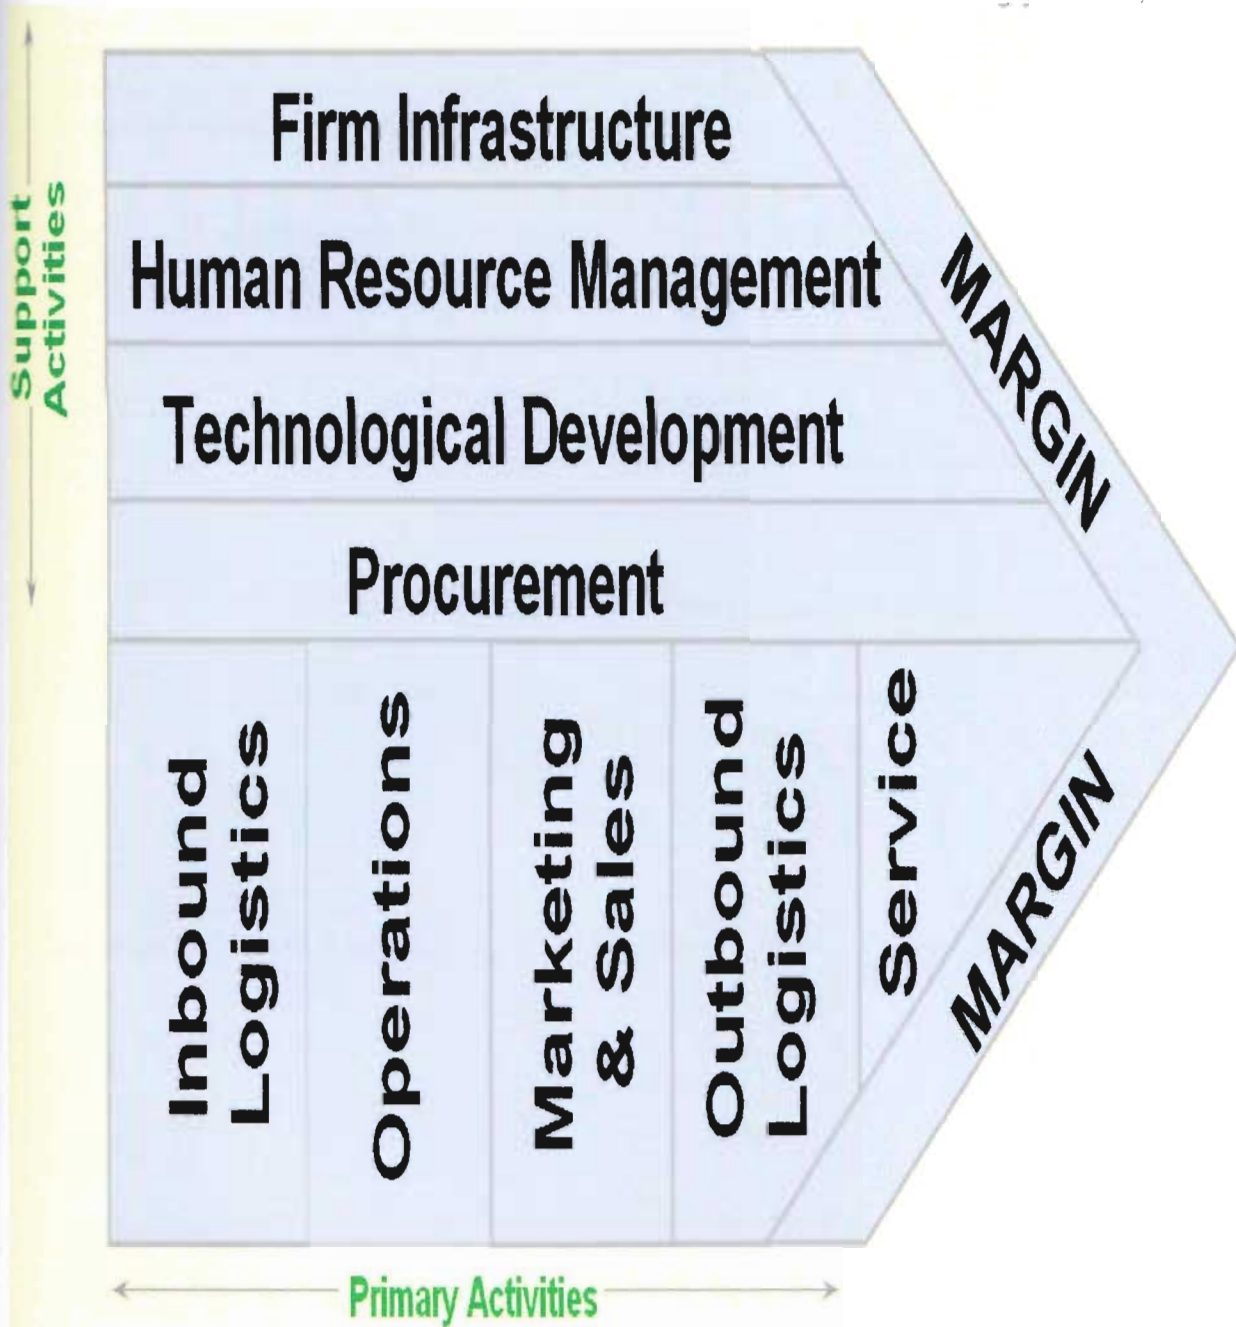 Support
Activities
Firm Infrastructure
Human Resource Management
Technological Development
Procurement
MARGIN
Inbound
Logistics
Operations
Marketing
& Sales
Outbound
Logistics
Service
MARGIN
Primary Activities